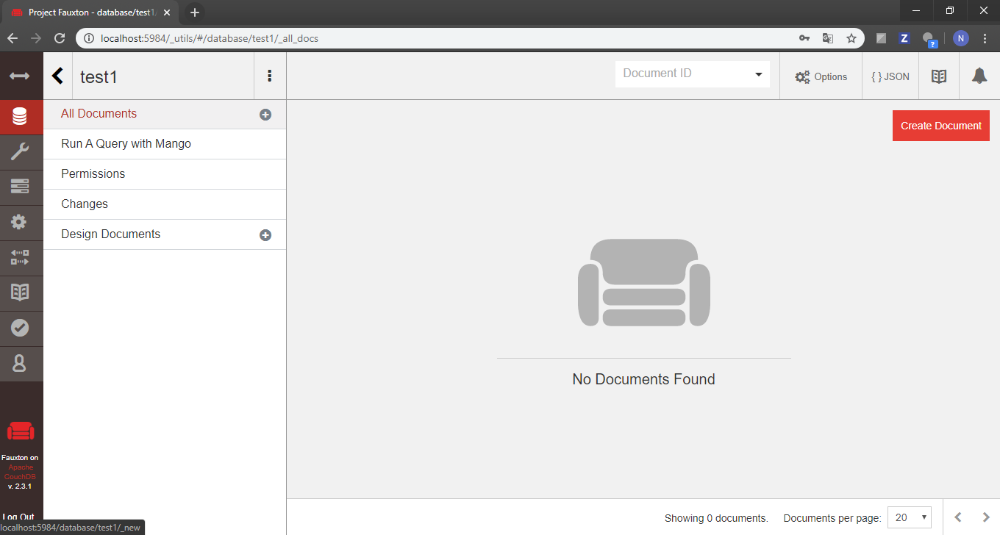 Project Fauxton - database/test1/
localhost:5984/_utils/#/database/test1/_all_docs
Z
?
N
test1
Document ID
Options
{ } JSON
All Documents
Create Document
Run A Query with Mango
Permissions
Changes
Design Documents
No Documents Found
Fauxton on
Apache
CouchDB
v. 2.3.1
Log Out
Showing 0 documents.
Documents per page:
20
localhost:5984/database/test1/_new